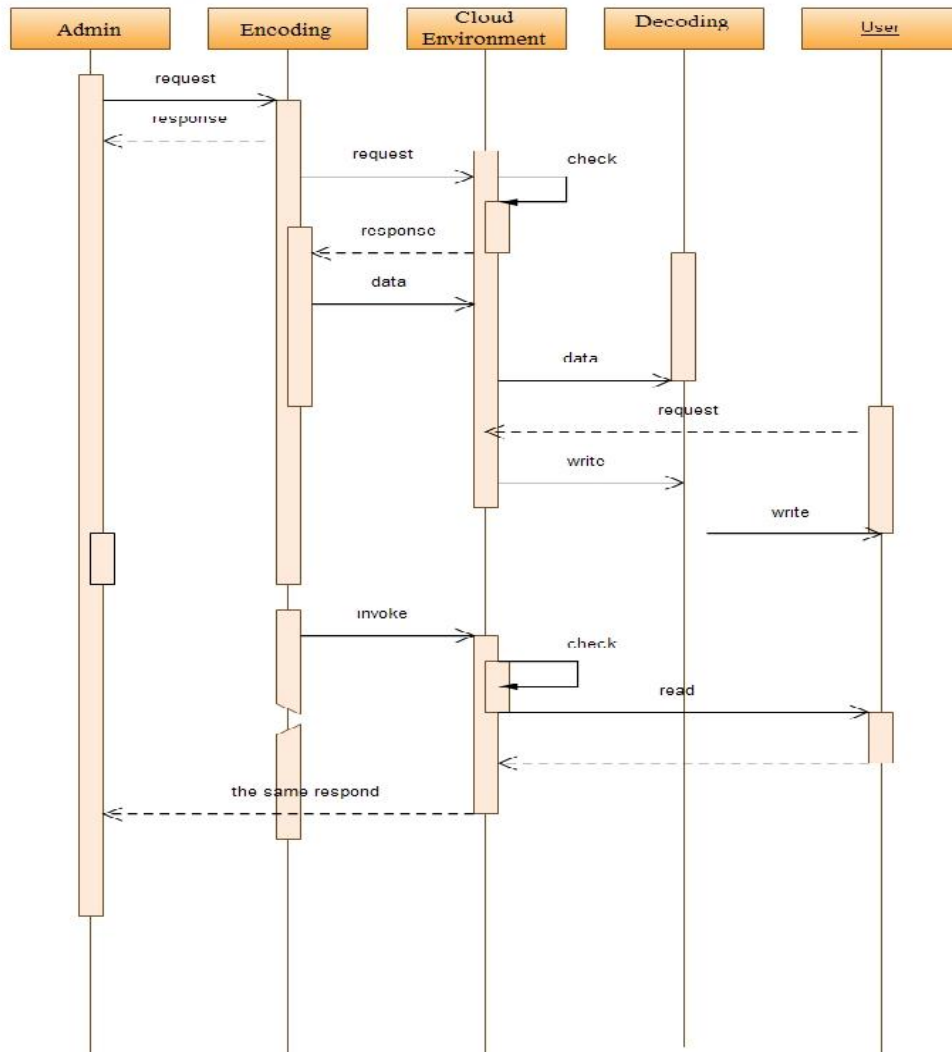 Admin
Encoding
Cloud
Environment
Decoding
User
request
response
request
check
response
data
data
request
write
write
invoke
check
read
the same respond